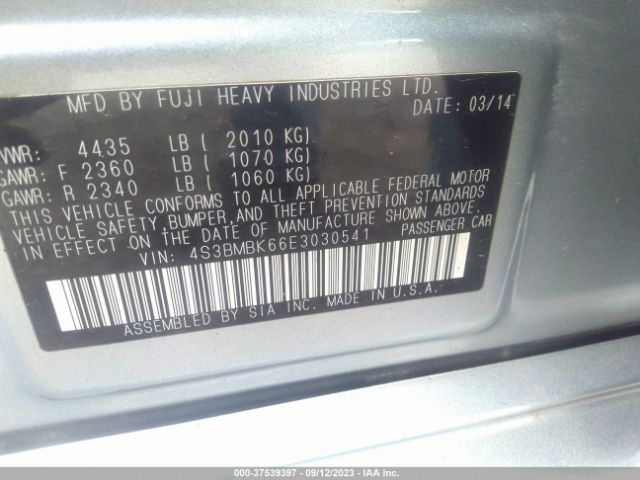 MFD BY FUJI HEAVY INDUSTRIES LTD.
DATE: 03/14
VWR: 4435 LB ( 2010 KG)
GAWR: F 2360 LB ( 1070 KG)
GAWR: R 2340 LB ( 1060 KG)
THIS VEHICLE CONFORMS TO ALL APPLICABLE FEDERAL MOTOR
VEHICLE SAFETY, BUMPER, AND THEFT PREVENTION STANDARDS
IN EFFECT ON THE DATE OF MANUFACTURE SHOWN ABOVE.
VIN: 4S3BMBK66E3030541 PASSENGER CAR
ASSEMBLED BY SIA INC. MADE IN U.S.A.
000-37539397 - 09/12/2023 - IAA Inc.